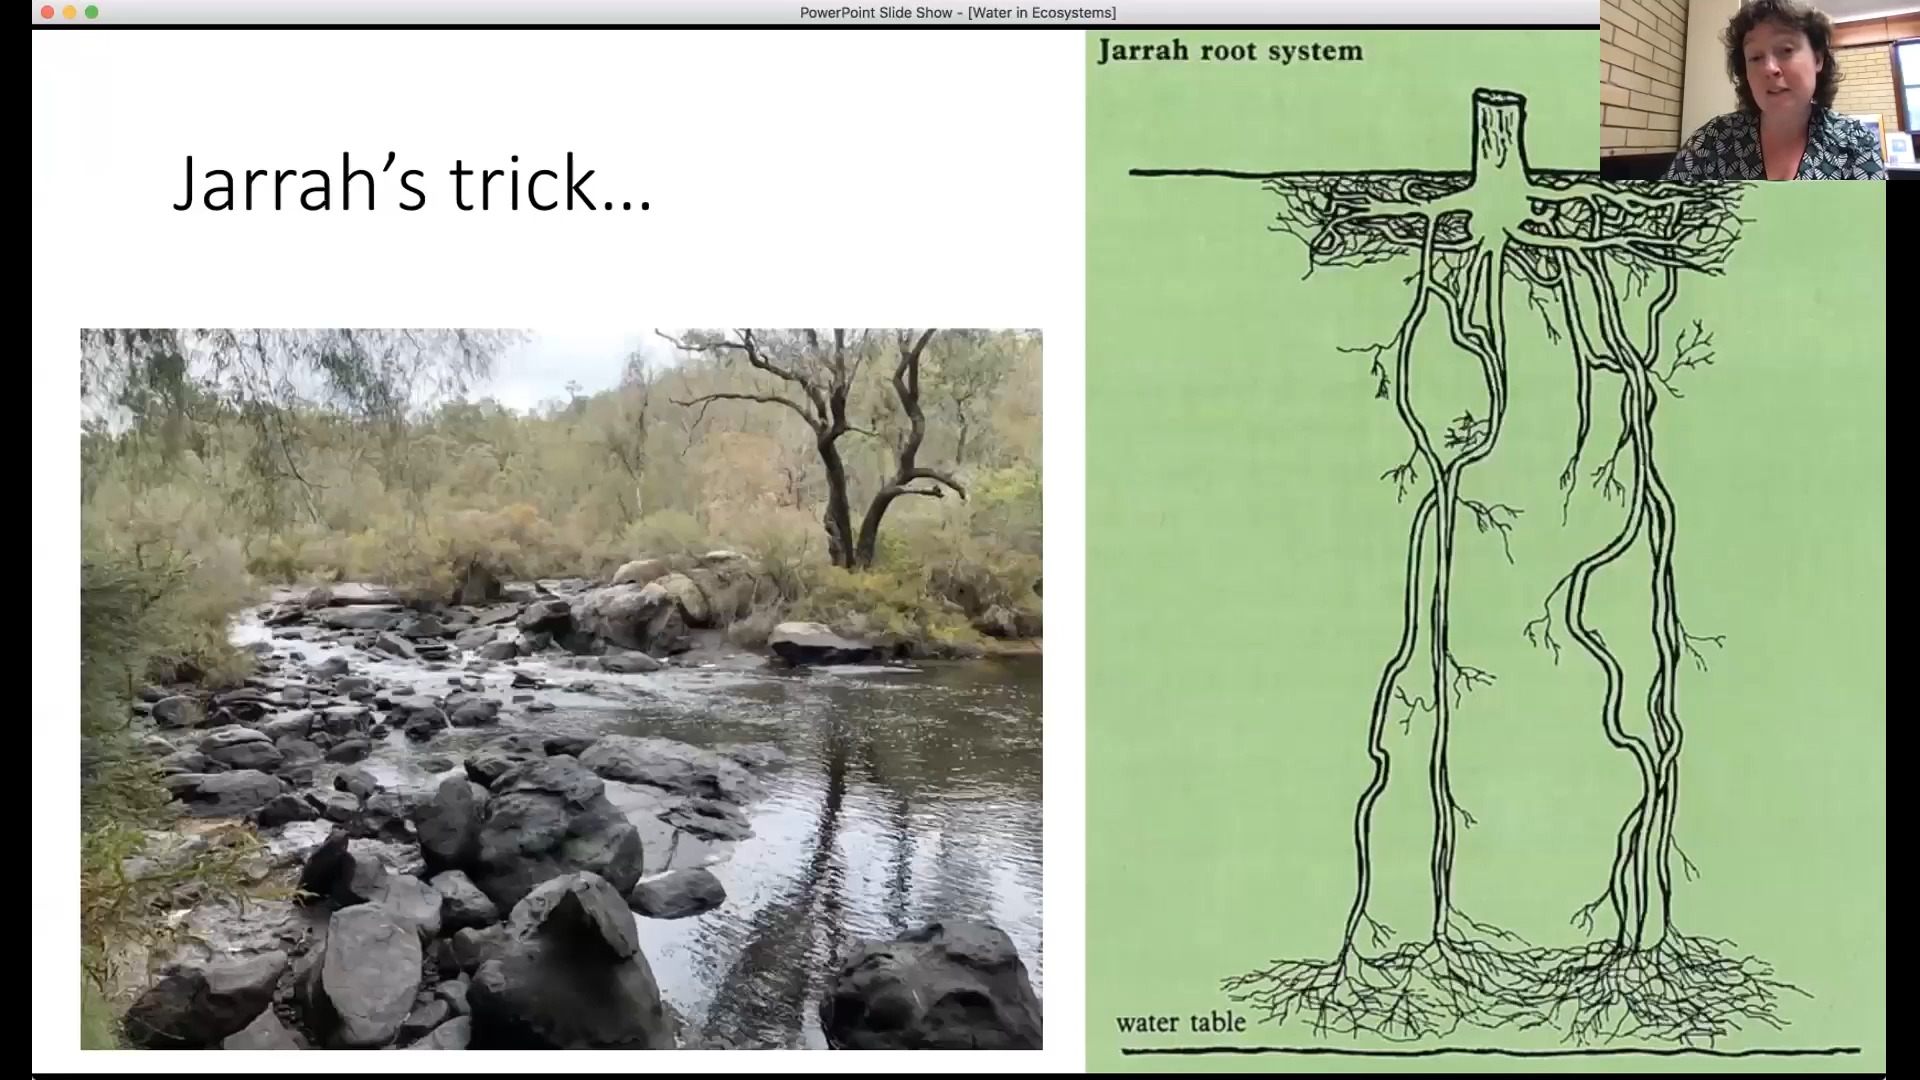 PowerPoint Slide Show - [Water in Ecosystems]
Jarrah’s trick...
Jarrah root system
water table